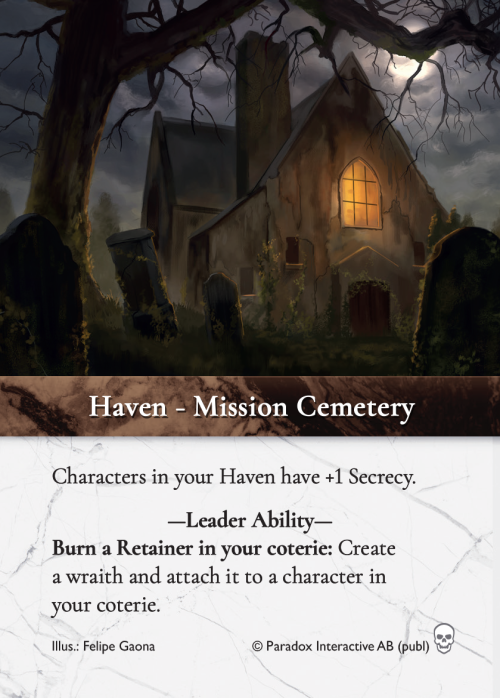 Haven - Mission Cemetery
Characters in your Haven have +1 Secrecy.
—Leader Ability—
Burn a Retainer in your coterie: Create
a wraith and attach it to a character in
your coterie.
Illus.: Felipe Gaona © Paradox Interactive AB (publ)